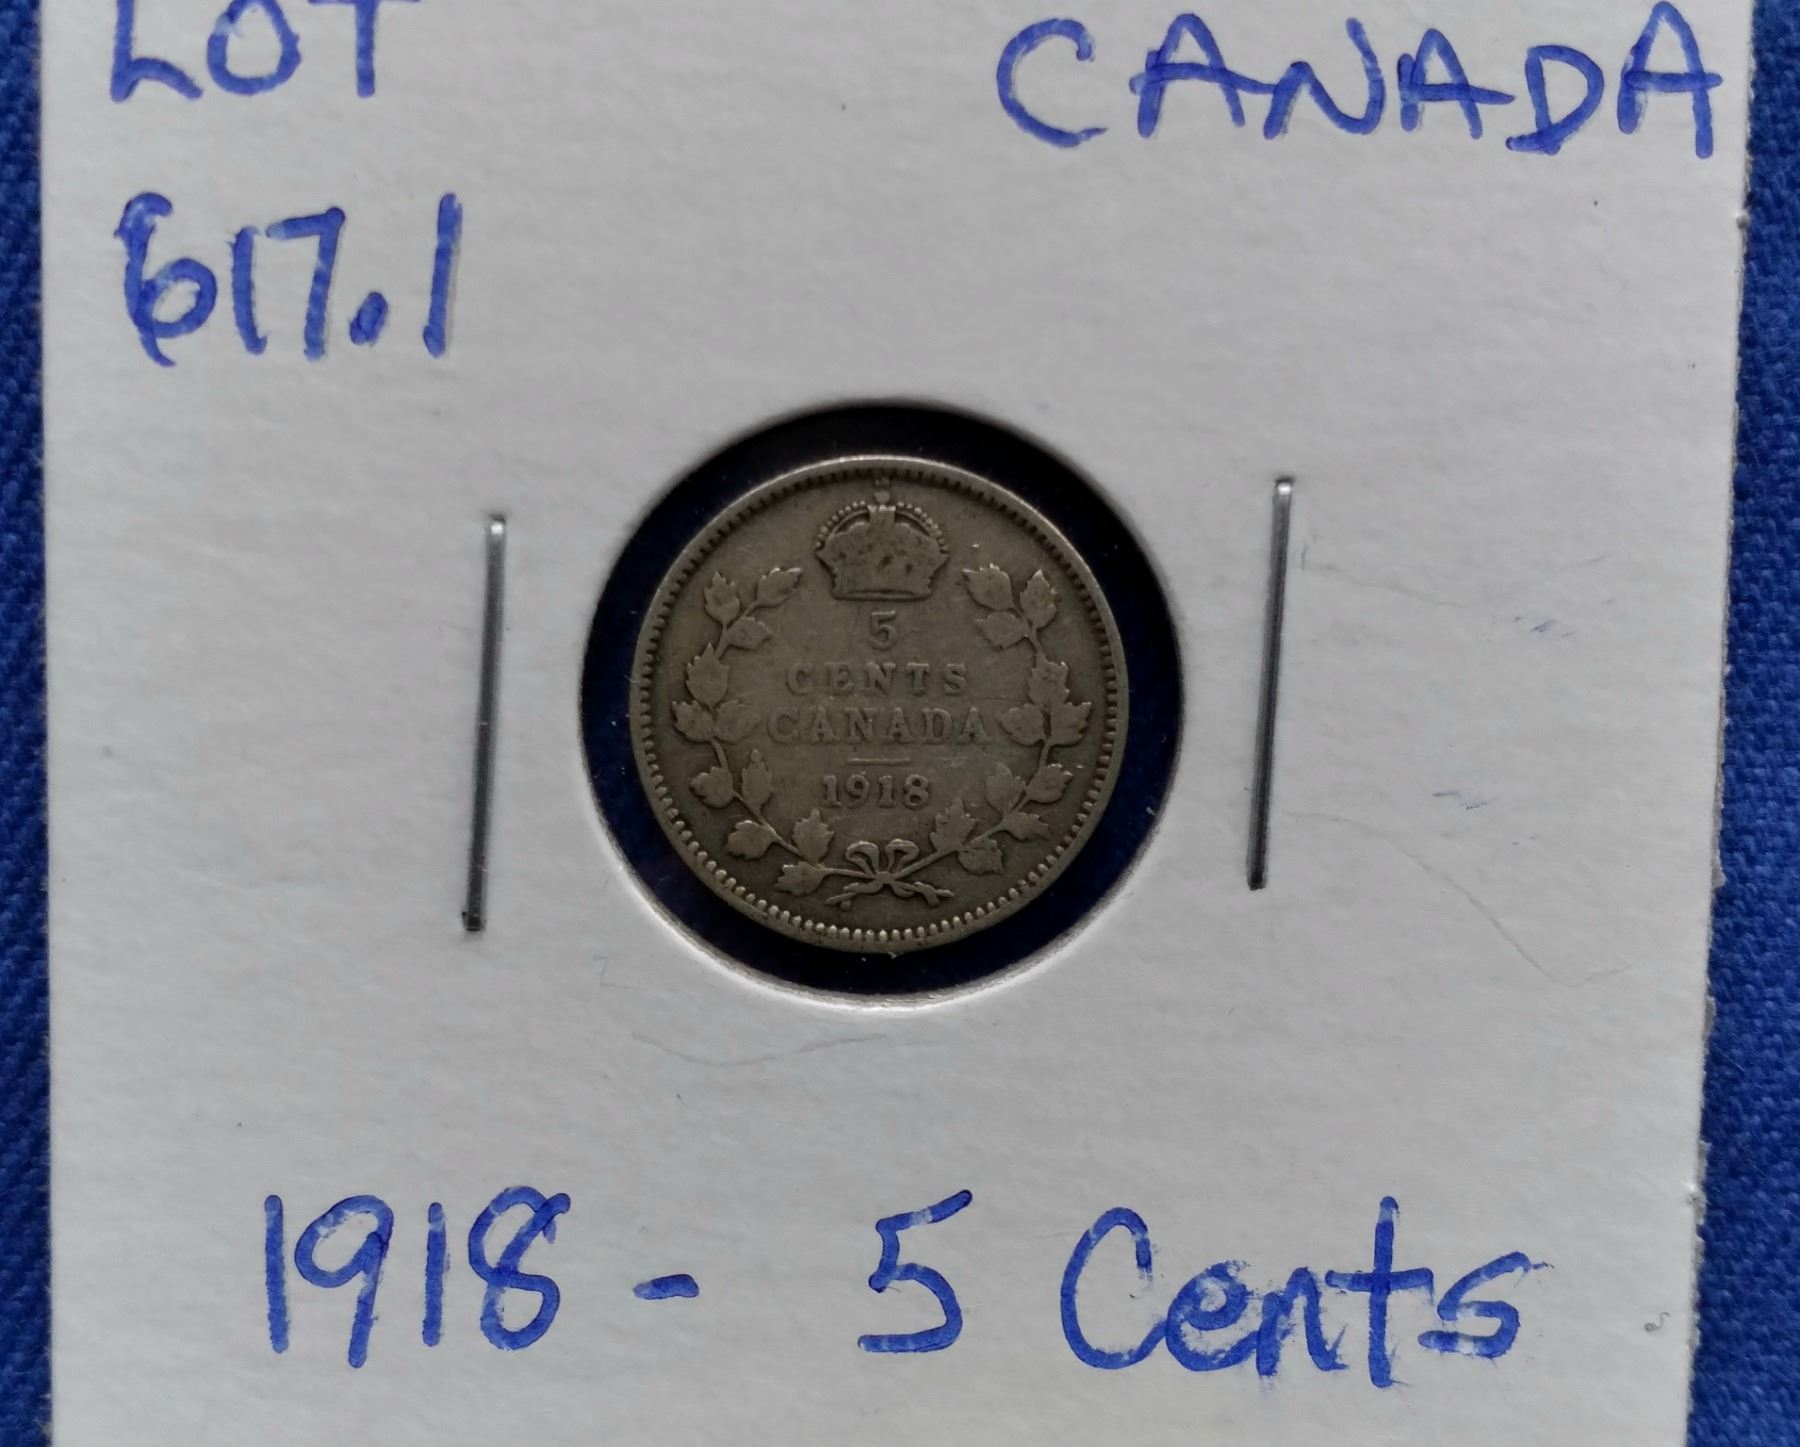 LOT
CANADA
617.1
5
CENTS
CANADA
1918
1918 - 5 Cents